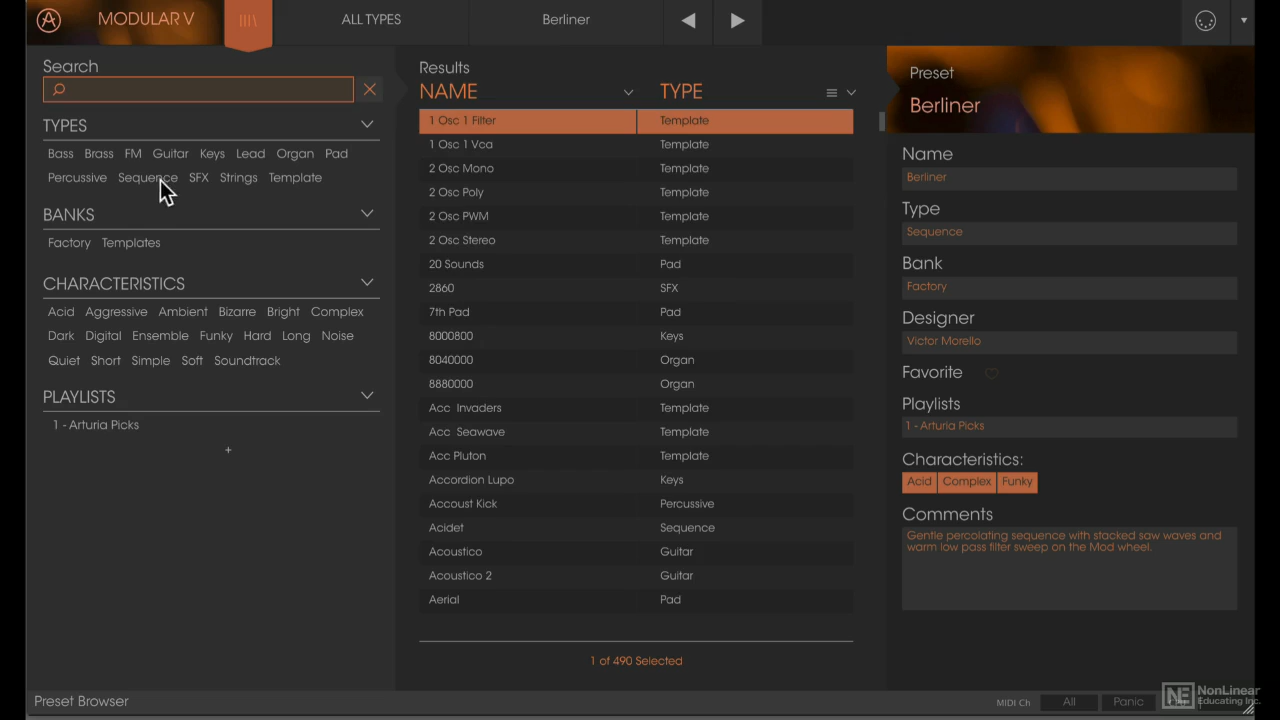 MODULAR V
ALL TYPES
Berliner
Search
TYPES
Bass Brass FM Guitar Keys Lead Organ Pad
Percussive Sequence SFX Strings Template
BANKS
Factory Templates
CHARACTERISTICS
Acid Aggressive Ambient Bizarre Bright Complex
Dark Digital Ensemble Funky Hard Long Noise
Quiet Short Simple Soft Soundtrack
PLAYLISTS
1 - Arturia Picks
+
Results
NAME TYPE
1 Osc 1 Filter Template
1 Osc 1 Vca Template
2 Osc Mono Template
2 Osc Poly Template
2 Osc PWM Template
2 Osc Stereo Template
20 Sounds Pad
2860 SFX
7th Pad Pad
8000800 Keys
8040000 Organ
8880000 Organ
Acc Invaders Template
Acc Seawave Template
Acc Pluton Template
Accordion Lupo Keys
Accoust Kick Percussive
Acidet Sequence
Acoustico Guitar
Acoustico 2 Guitar
Aerial Pad
1 of 490 Selected
Preset
Berliner
Name
Berliner
Type
Sequence
Bank
Factory
Designer
Victor Morello
Favorite
Playlists
1 - Arturia Picks
Characteristics:
Acid Complex Funky
Comments
Gentle percolating sequence with stacked saw waves and
warm low pass filter sweep on the Mod wheel.
Preset Browser
MIDI Ch All Panic
NE NonLinear
Educating Inc.